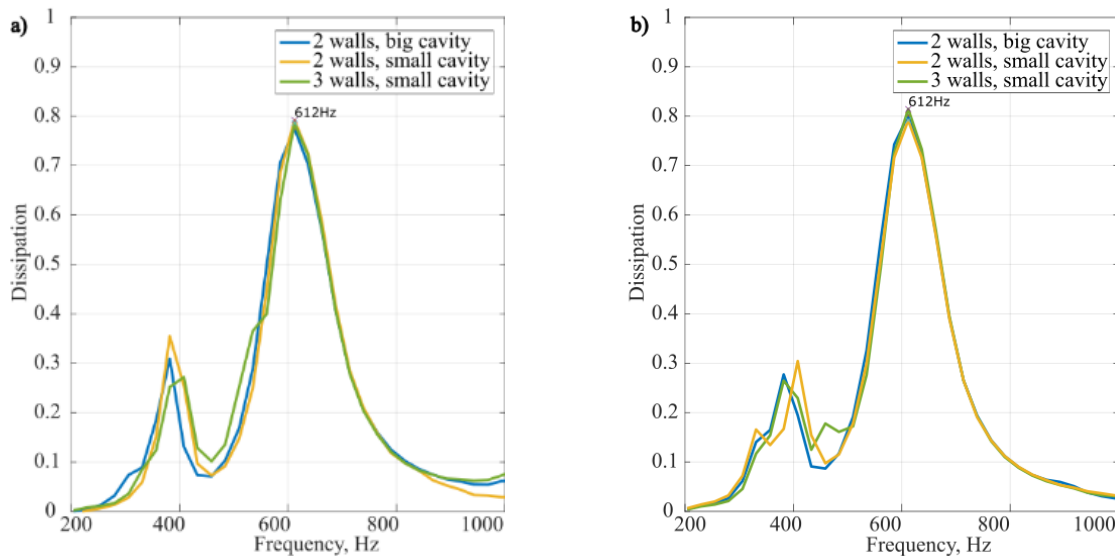 a)
1
0.9
0.8
0.7
0.6
0.5
0.4
0.3
0.2
0.1
0
Dissipation
2 walls, big cavity
2 walls, small cavity
3 walls, small cavity
612Hz
200 400 600 800 1000
Frequency, Hz
b)
1
0.9
0.8
0.7
0.6
0.5
0.4
0.3
0.2
0.1
0
Dissipation
2 walls, big cavity
2 walls, small cavity
3 walls, small cavity
612Hz
200 400 600 800 1000
Frequency, Hz